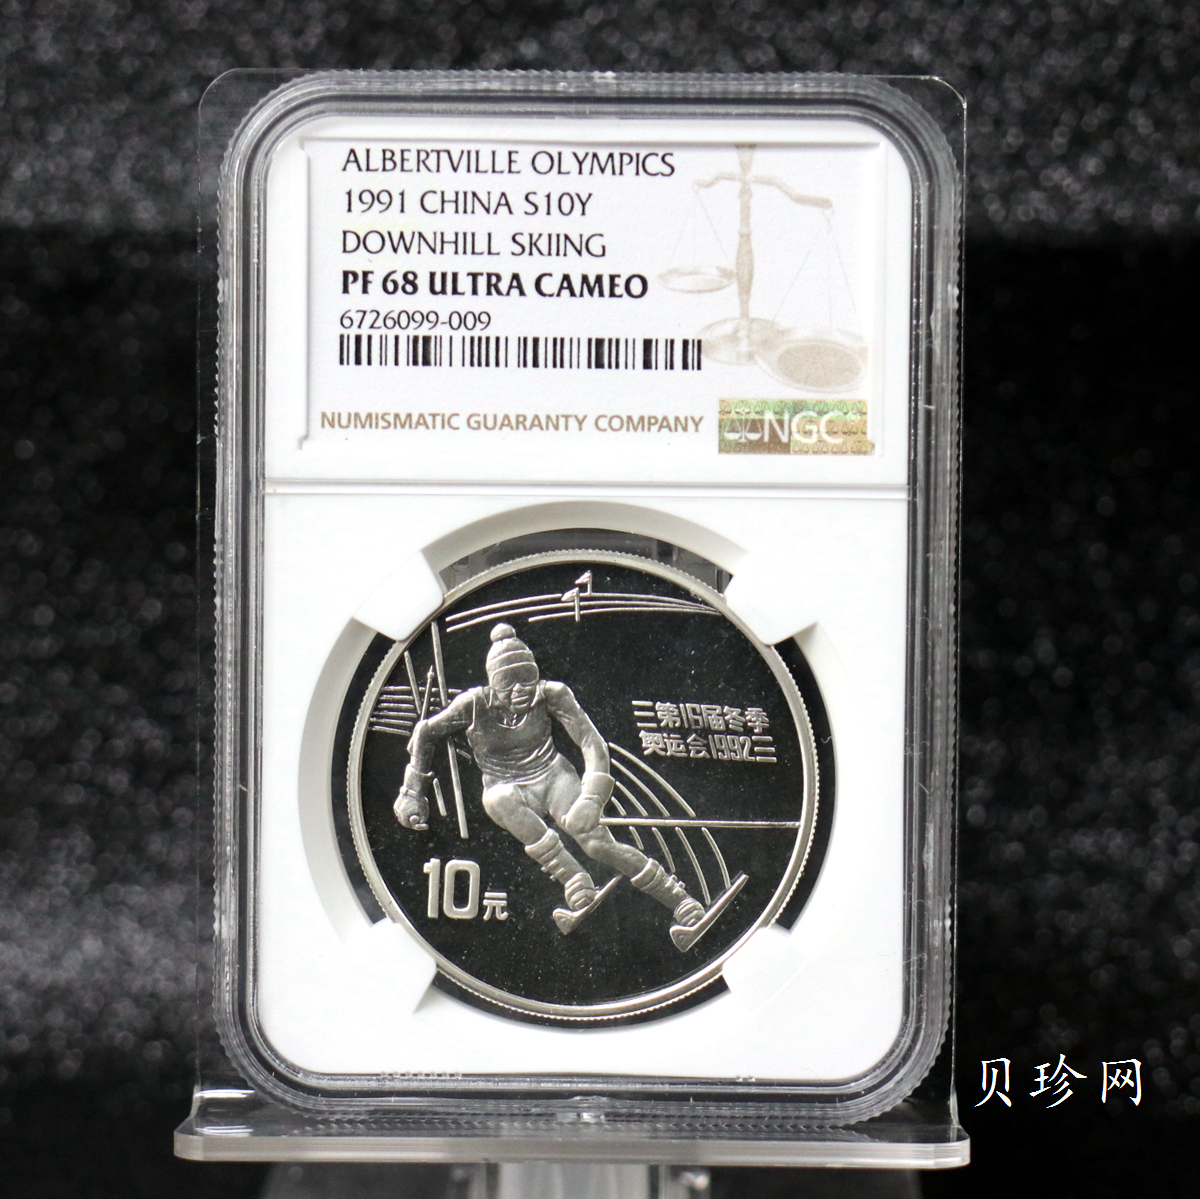 ALBERTVILLE OLYMPICS
1991 CHINA S10Y
DOWNHILL SKIING
PF 68 ULTRA CAMEO
6726099-009
NUMISMATIC GUARANTY COMPANY
NGC
第16届冬季
奥运会1992
10元
贝珍网